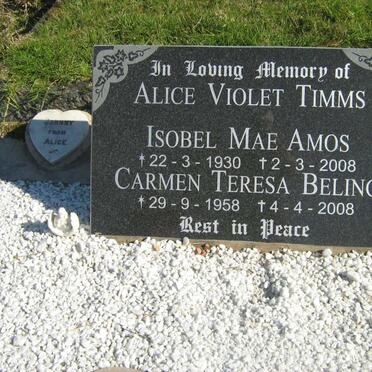 In Loving Memory of
ALICE VIOLET TIMMS
ISOBEL MAE AMOS
*22-3-1930 †2-3-2008
CARMEN TERESA BELING
*29-9-1958 †4-4-2008
Rest in Peace
FROM
ALICE